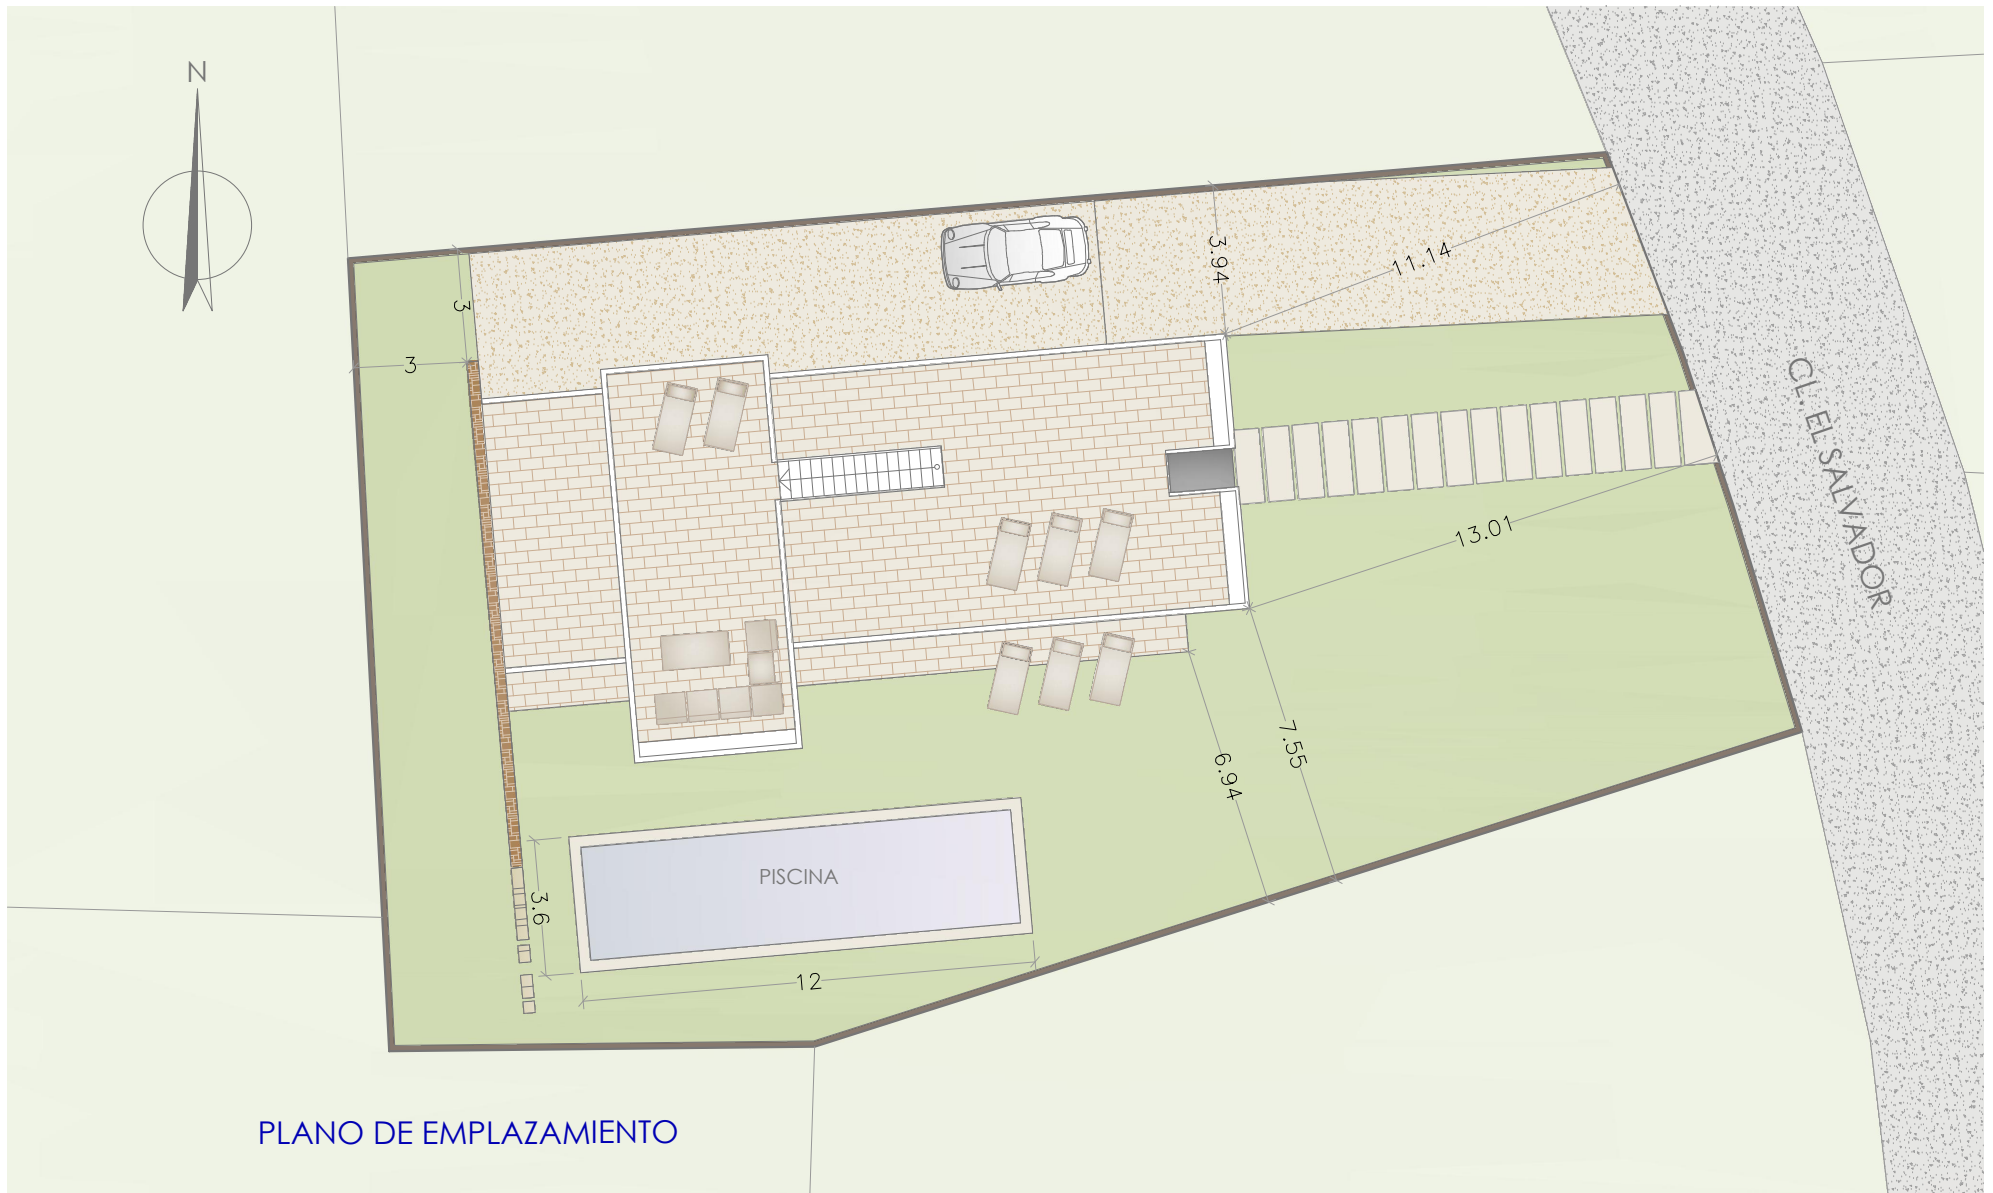 N
3.94
11.14
3
3
CL. EL SALVADOR
13.01
7.55
6.94
PISCINA
3.6
12
PLANO DE EMPLAZAMIENTO